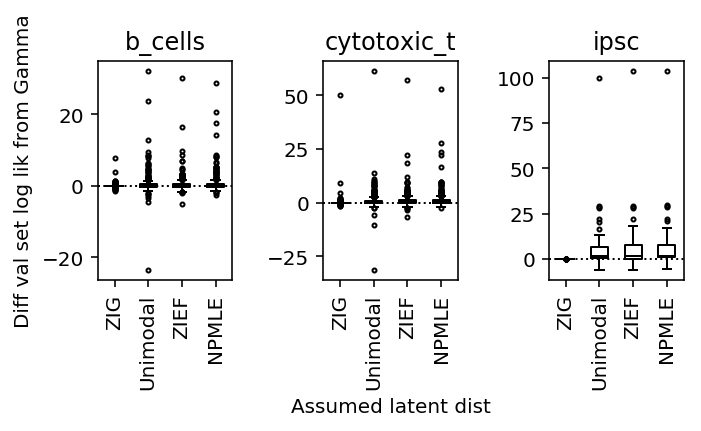 Diff val set log lik from Gamma
b_cells
20
0
−20
ZIG
Unimodal
ZIEF
NPMLE
cytotoxic_t
50
25
0
−25
ZIG
Unimodal
ZIEF
NPMLE
ipsc
100
75
50
25
0
ZIG
Unimodal
ZIEF
NPMLE
Assumed latent dist